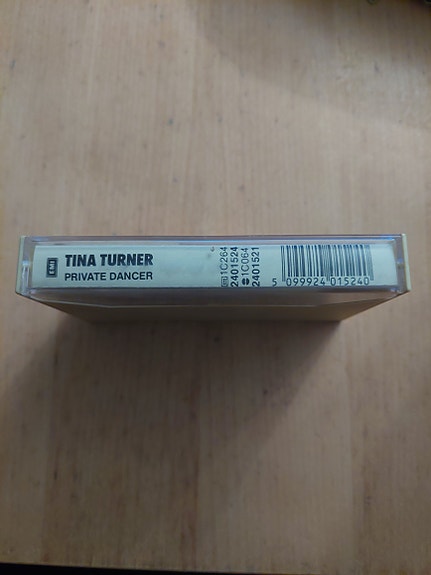 EMI
TINA TURNER
PRIVATE DANCER
1C264
2401524
1C064
2401521
5 099924 015240